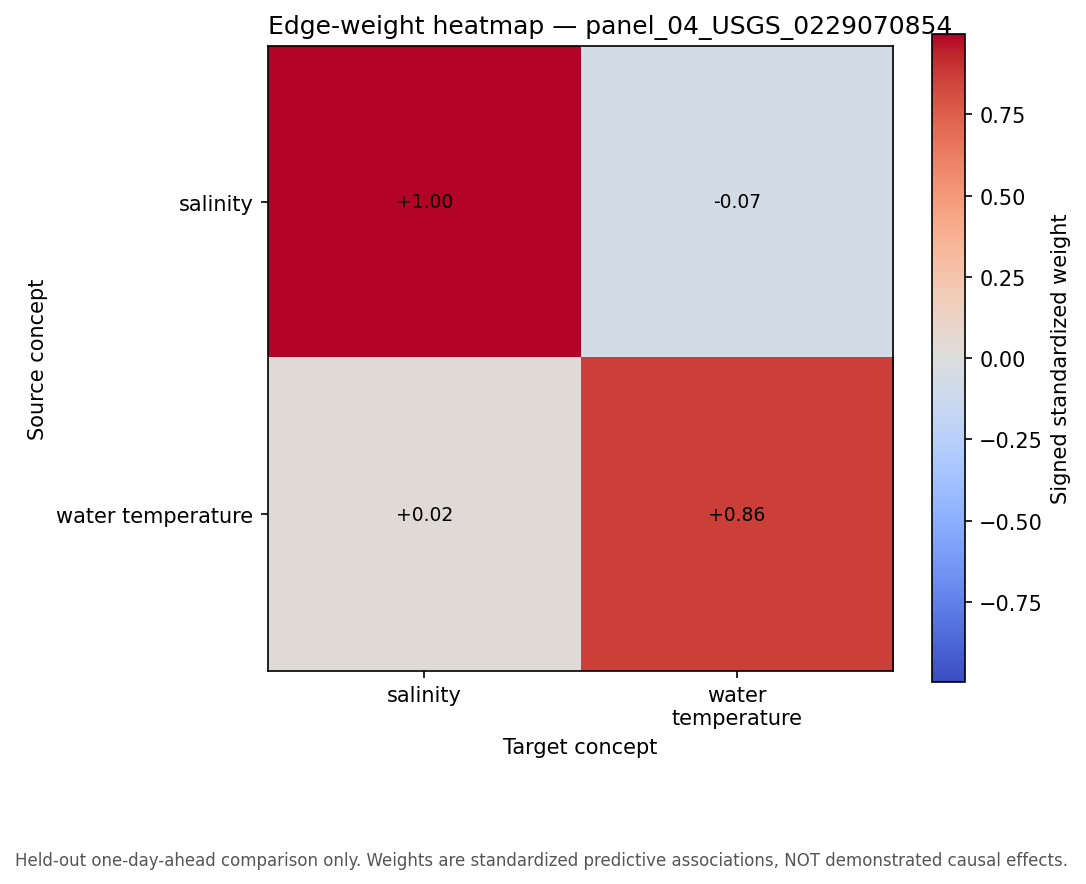 Edge-weight heatmap — panel_04_USGS_0229070854
Source concept
salinity
water temperature
+1.00
-0.07
+0.02
+0.86
salinity
water
temperature
Target concept
0.75
0.50
0.25
0.00
−0.25
−0.50
−0.75
Signed standardized weight
Held-out one-day-ahead comparison only. Weights are standardized predictive associations, NOT demonstrated causal effects.